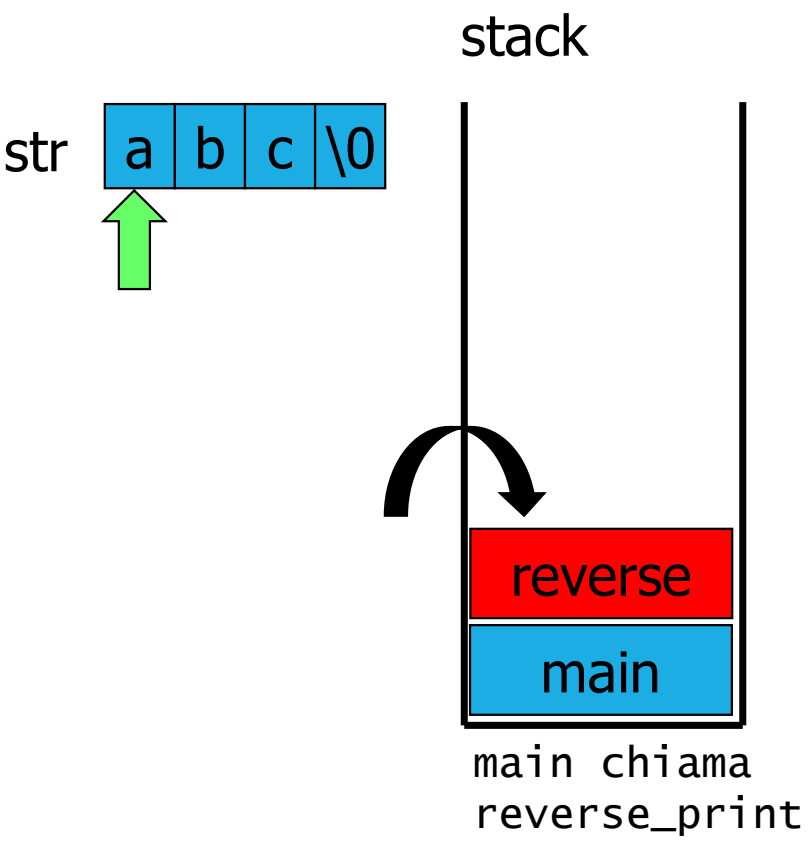 stack
str a b c \0
reverse
main
main chiama
reverse_print